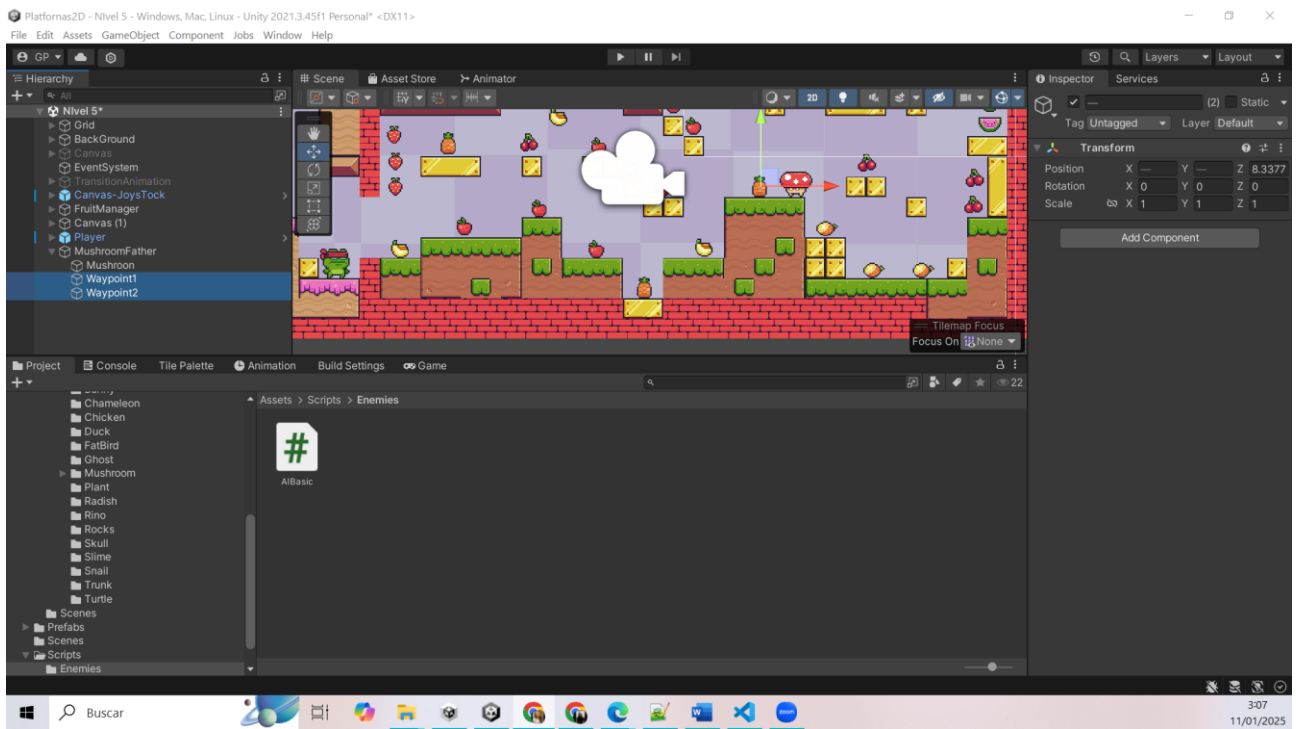 Platfornas2D - NIvel 5 - Windows, Mac, Linux - Unity 2021.3.45f1 Personal* <DX11>
File Edit Assets GameObject Component Jobs Window Help
GP Layers Layout
Hierarchy Scene Asset Store Animator Inspector Services
All 2D — (2) Static
NIvel 5*
Grid Tag Untagged Layer Default
BackGround
Canvas Transform
EventSystem Position X — Y — Z 8.3377
TransitionAnimation Rotation X 0 Y 0 Z 0
Canvas-JoysTock Scale X 1 Y 1 Z 1
FruitManager
Canvas (1)
Player Add Component
MushroomFather
Mushroon
Waypoint1
Waypoint2
Tilemap Focus
Focus On None
Project Console Tile Palette Animation Build Settings Game
22
Assets > Scripts > Enemies
Chameleon
Chicken
Duck
FatBird
Ghost
Mushroom
Plant
Radish
Rino
Rocks
Skull
Slime
Snail
Trunk
Turtle
Scenes
Prefabs
Scenes
Scripts
Enemies
#
AIBasic
Buscar
zoom
3:07
11/01/2025